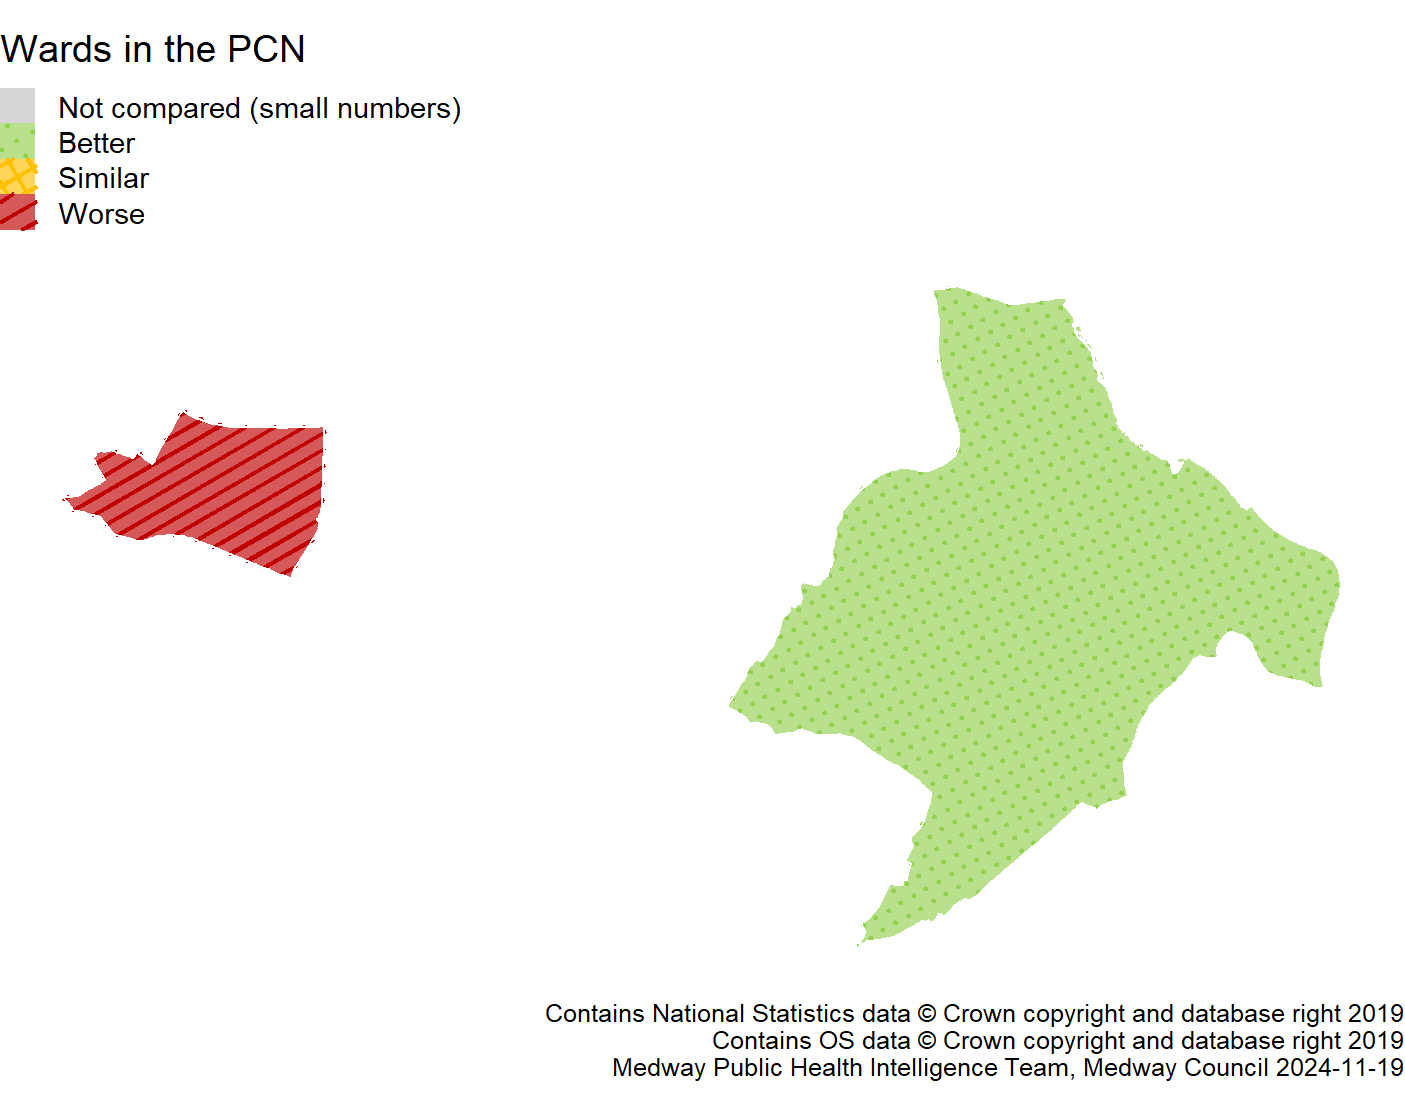 Wards in the PCN
Not compared (small numbers)
Better
Similar
Worse
Contains National Statistics data © Crown copyright and database right 2019
Contains OS data © Crown copyright and database right 2019
Medway Public Health Intelligence Team, Medway Council 2024-11-19